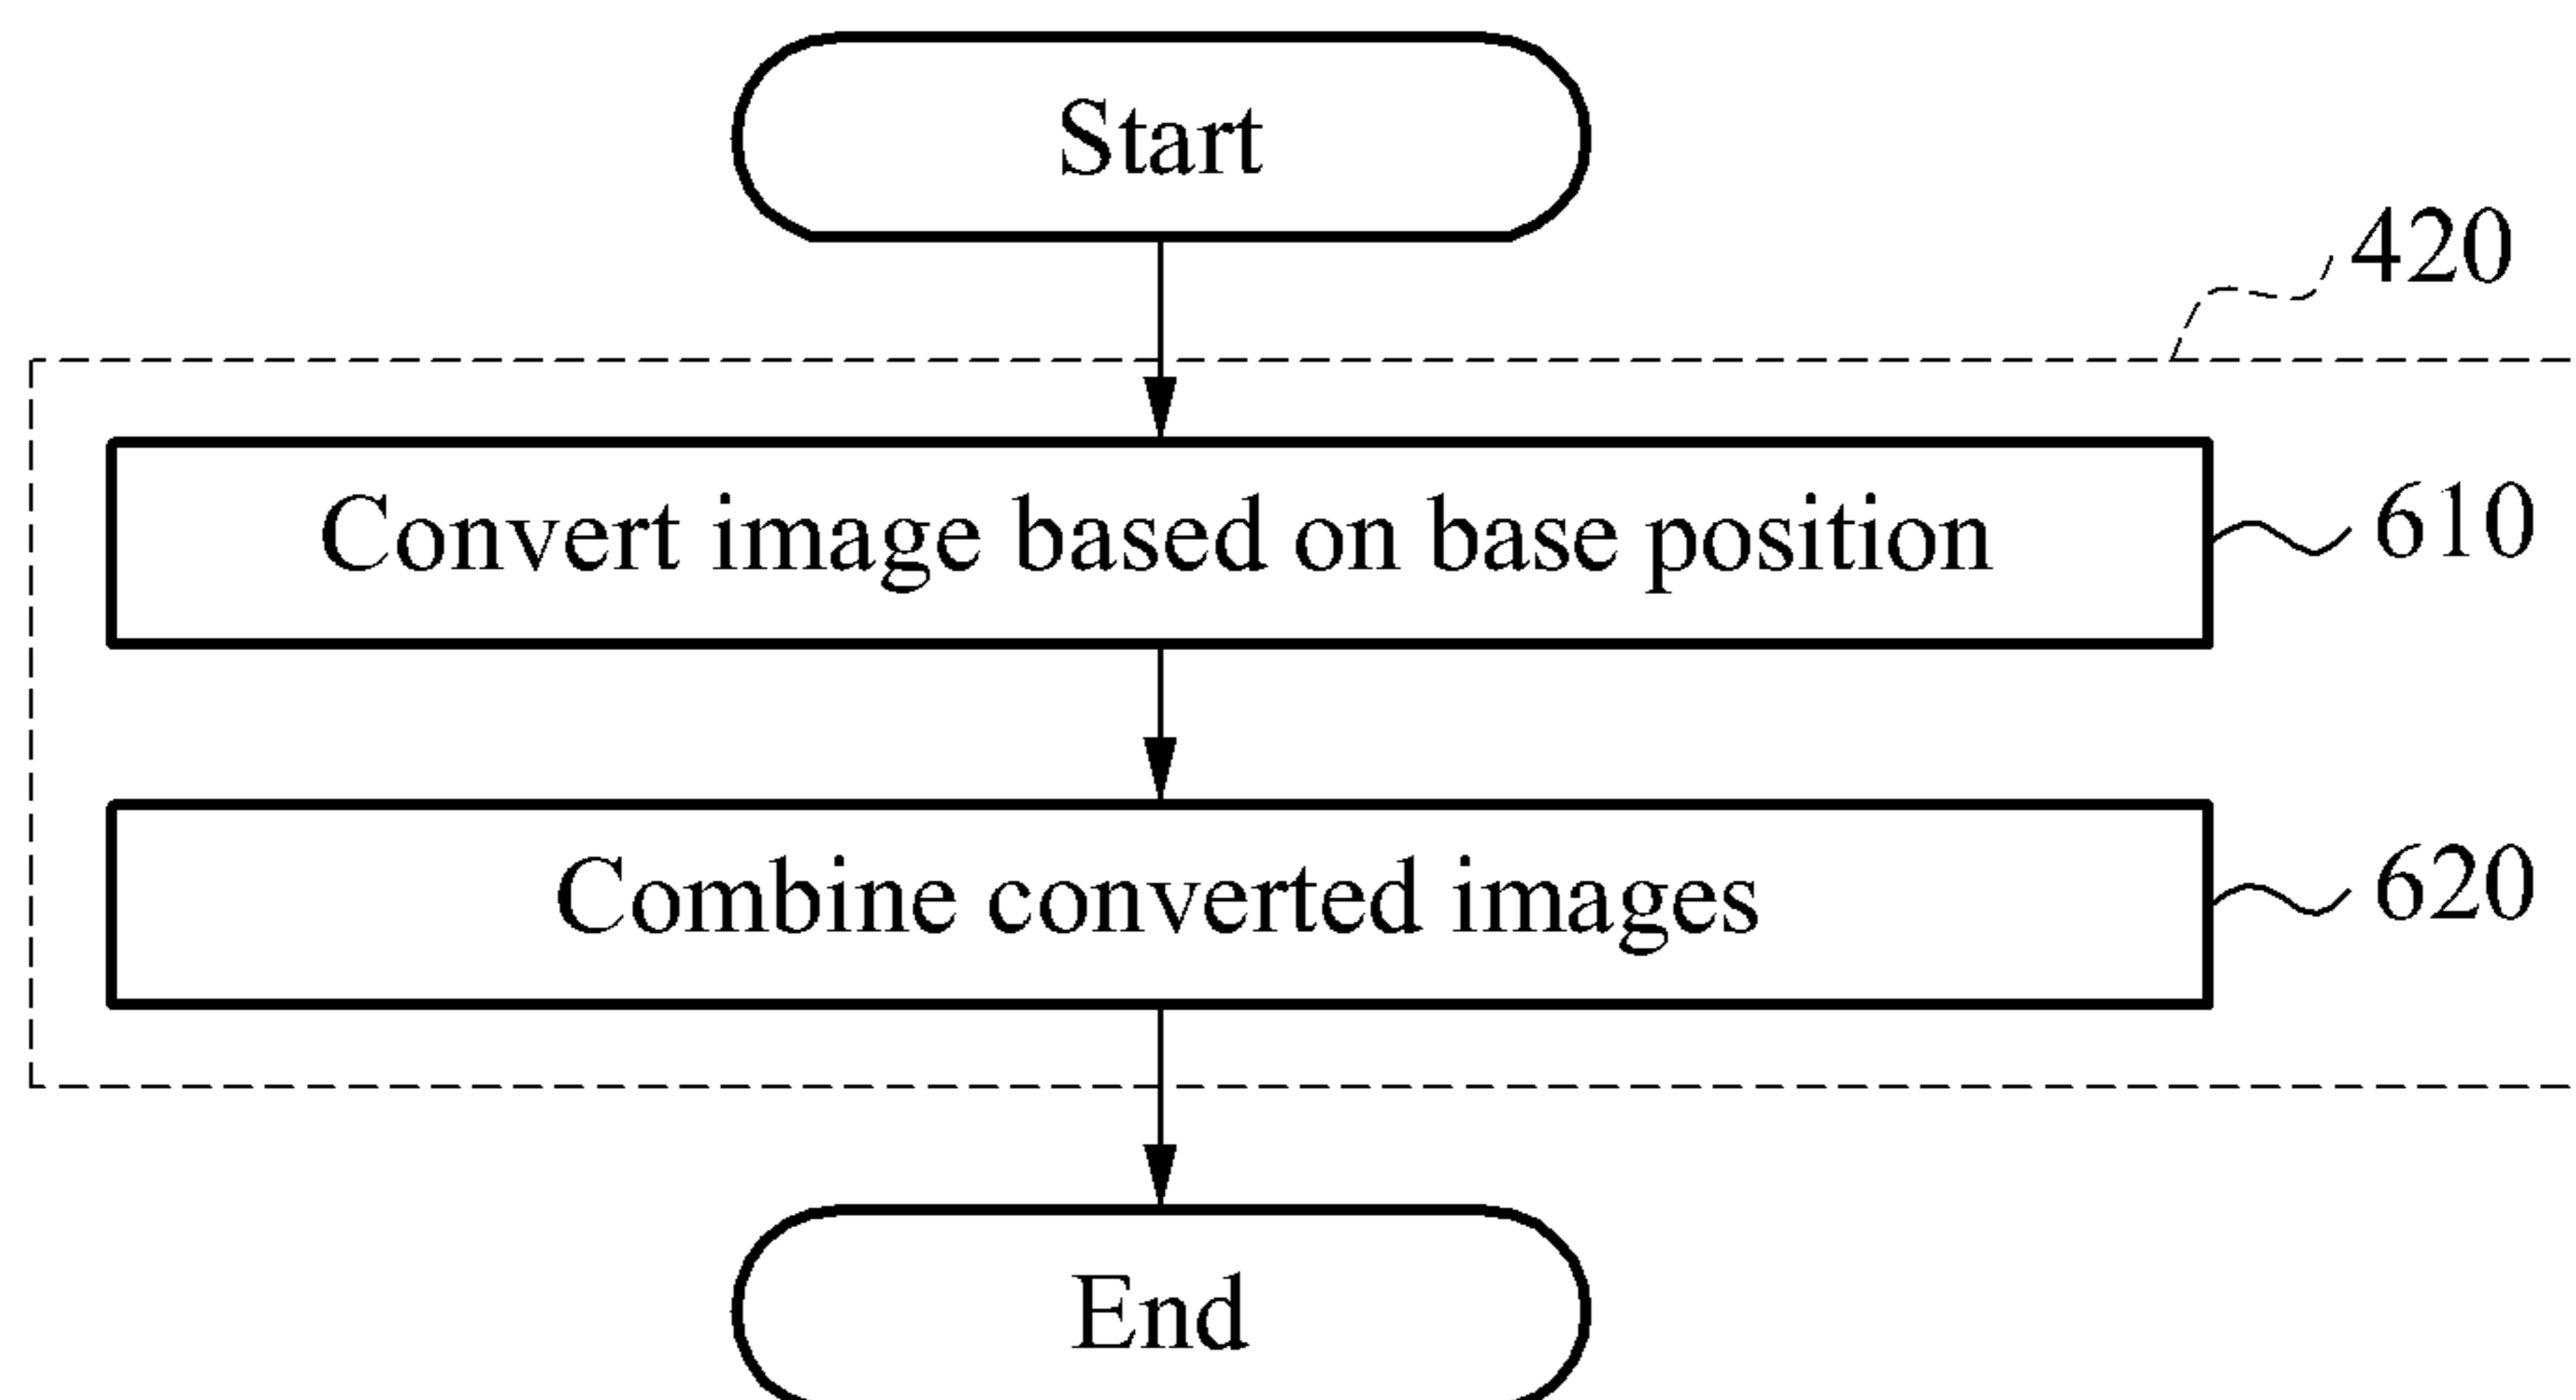 Start
420
Convert image based on base position
610
Combine converted images
620
End